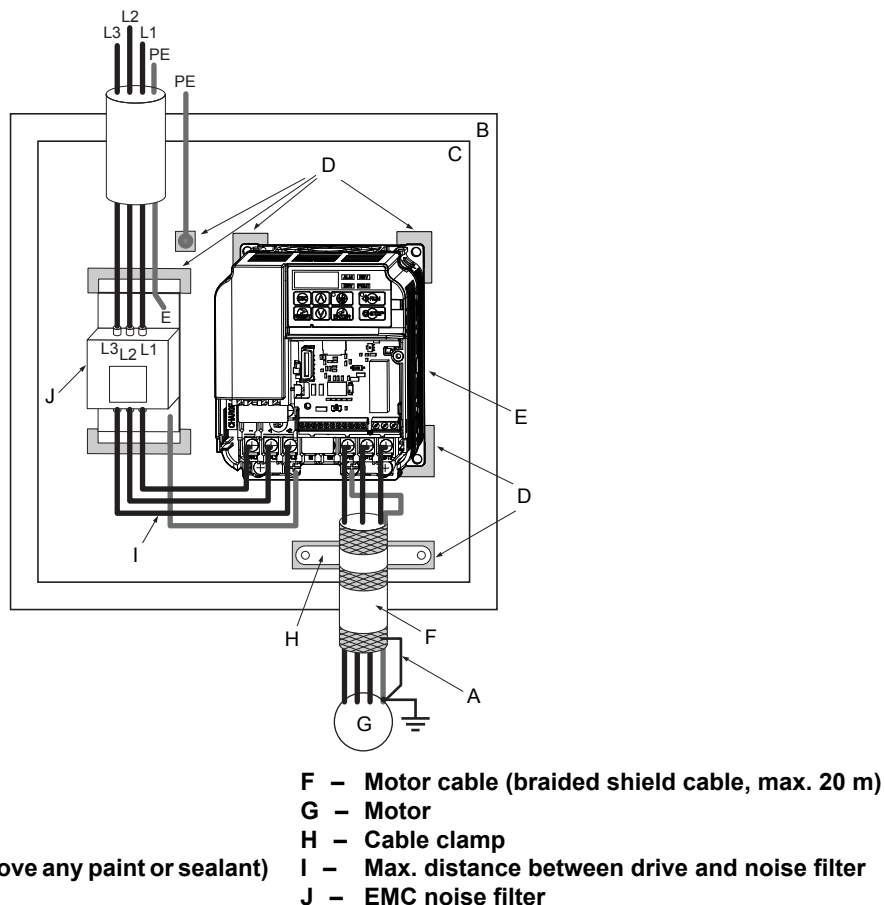 L2
L3 L1
PE
PE
B
C
D
E
L3 L2 L1
J
E
D
I
H
F
A
G
F – Motor cable (braided shield cable, max. 20 m)
G – Motor
H – Cable clamp
ove any paint or sealant) I – Max. distance between drive and noise filter
J – EMC noise filter